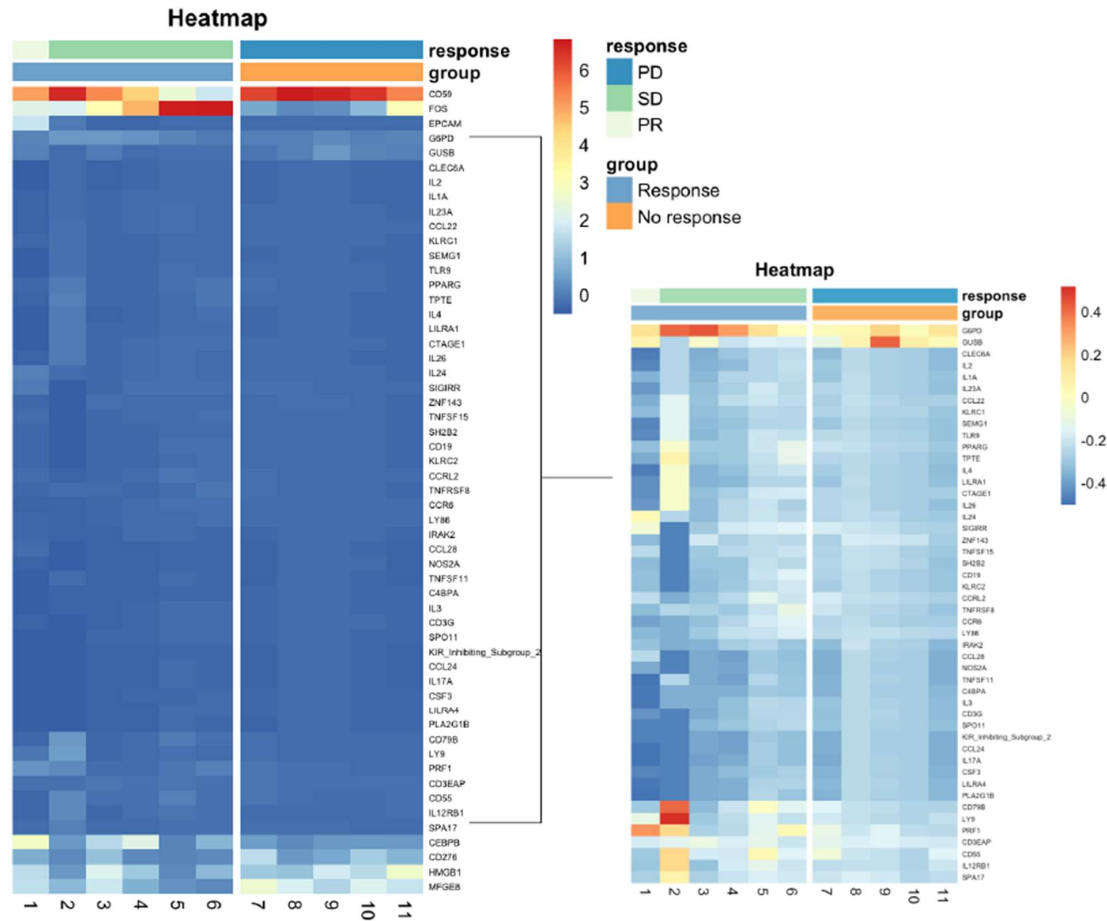 Heatmap
response
group
CD59
FOS
EPCAM
G6PD
GUSB
CLEC6A
IL2
IL1A
IL23A
CCL22
KLRC1
SEMG1
TLR9
PPARG
TPTE
IL4
LILRA1
CTAGE1
IL26
IL24
SIGIRR
ZNF143
TNFSF15
SH2B2
CD19
KLRC2
CCRL2
TNFRSF8
CCR6
LY86
IRAK2
CCL28
NOS2A
TNFSF11
C4BPA
IL3
CD3G
SPO11
KIR_Inhibiting_Subgroup_2
CCL24
IL17A
CSF3
LILRA4
PLA2G1B
CD79B
LY9
PRF1
CD3EAP
CD55
IL12RB1
SPA17
CEBPB
CD276
HMGB1
MFGE8
1 2 3 4 5 6 7 8 9 10 11
6
5
4
3
2
1
0
response
PD
SD
PR
group
Response
No response
Heatmap
response
group
G6PD
GUSB
CLEC6A
IL2
IL1A
IL23A
CCL22
KLRC1
SEMG1
TLR9
PPARG
TPTE
IL4
LILRA1
CTAGE1
IL26
IL24
SIGIRR
ZNF143
TNFSF15
SH2B2
CD19
KLRC2
CCRL2
TNFRSF8
CCR6
LY86
IRAK2
CCL28
NOS2A
TNFSF11
C4BPA
IL3
CD3G
SPO11
KIR_Inhibiting_Subgroup_2
CCL24
IL17A
CSF3
LILRA4
PLA2G1B
CD79B
LY9
PRF1
CD3EAP
CD55
IL12RB1
SPA17
1 2 3 4 5 6 7 8 9 10 11
0.4
0.2
0
-0.2
-0.4